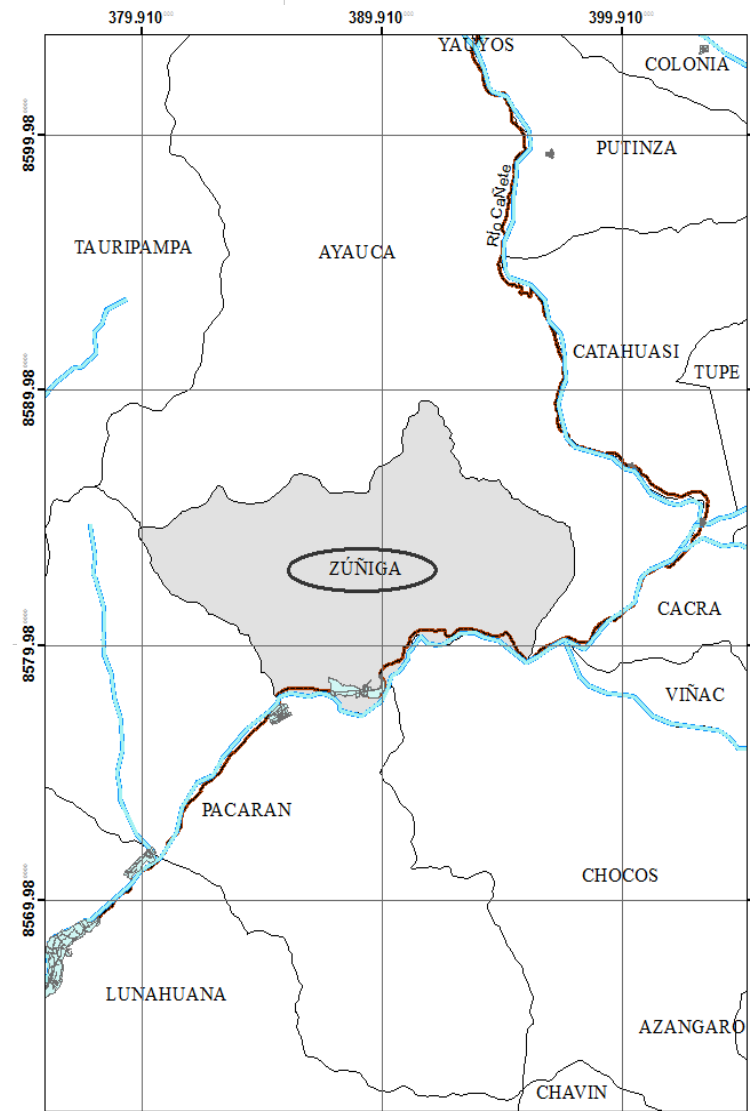 379.910
389.910
399.910
YAUYOS
COLONIA
8599.98
PUTINZA
Río Cañete
TAURIPAMPA
AYAUCA
CATAHUASI
TUPE
8589.98
ZÚÑIGA
CACRA
8579.98
VIÑAC
PACARAN
CHOCOS
8569.98
LUNAHUANA
AZANGARO
CHAVIN